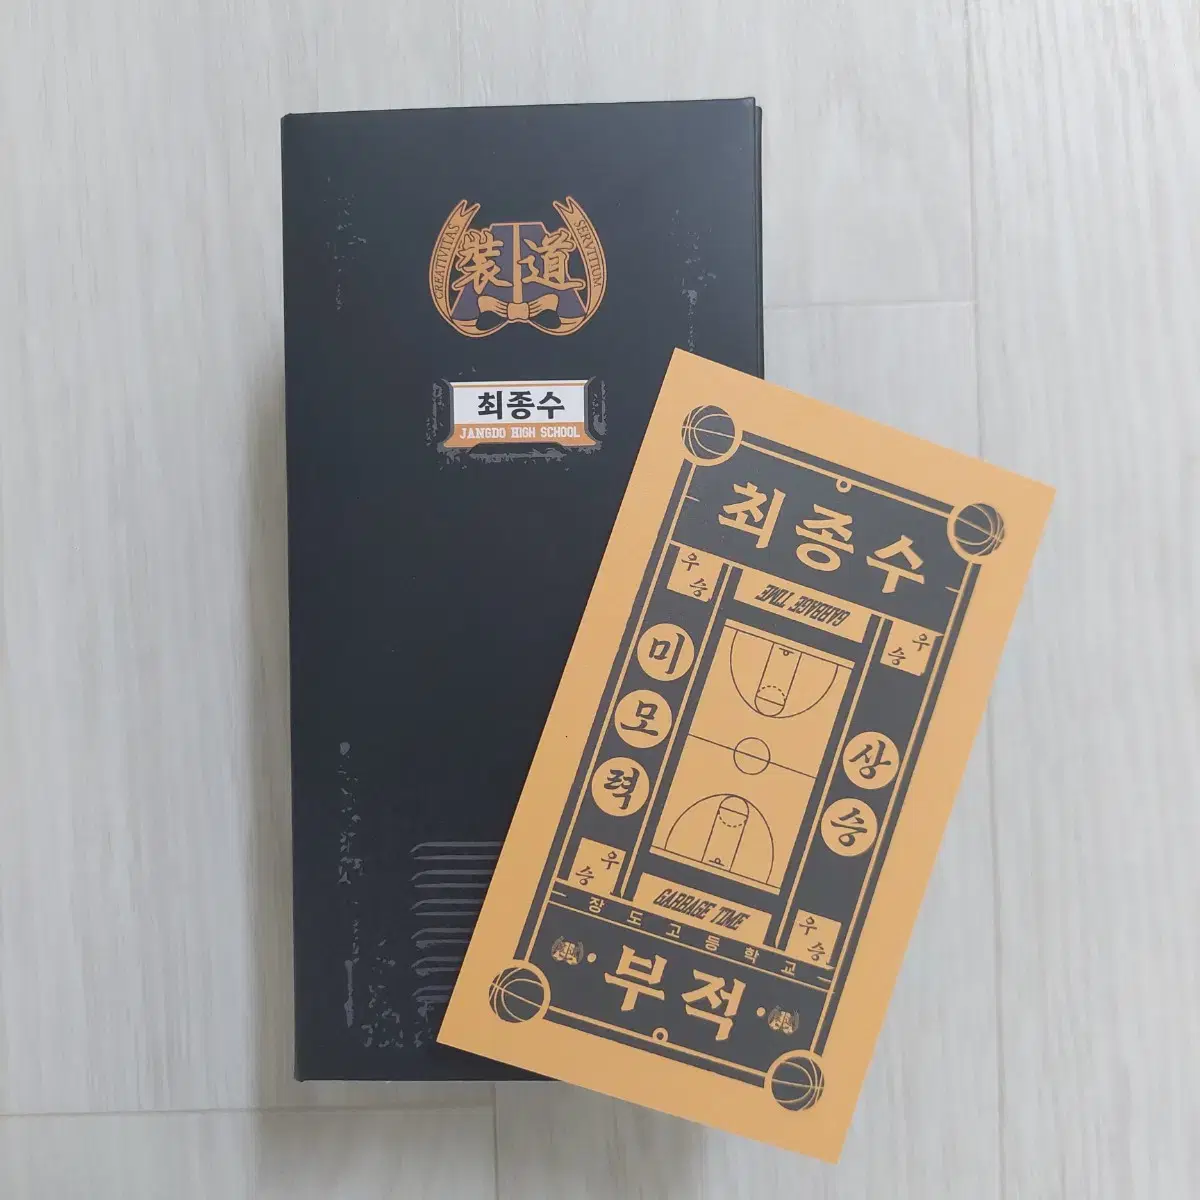 CREATIVITAS
SERVITIUM
裝道
최종수
JANGDO HIGH SCHOOL
최종수
우승
GARBAGE TIME
우승
미모력
상승
우승
GARBAGE TIME
우승
장도고등학교
부적